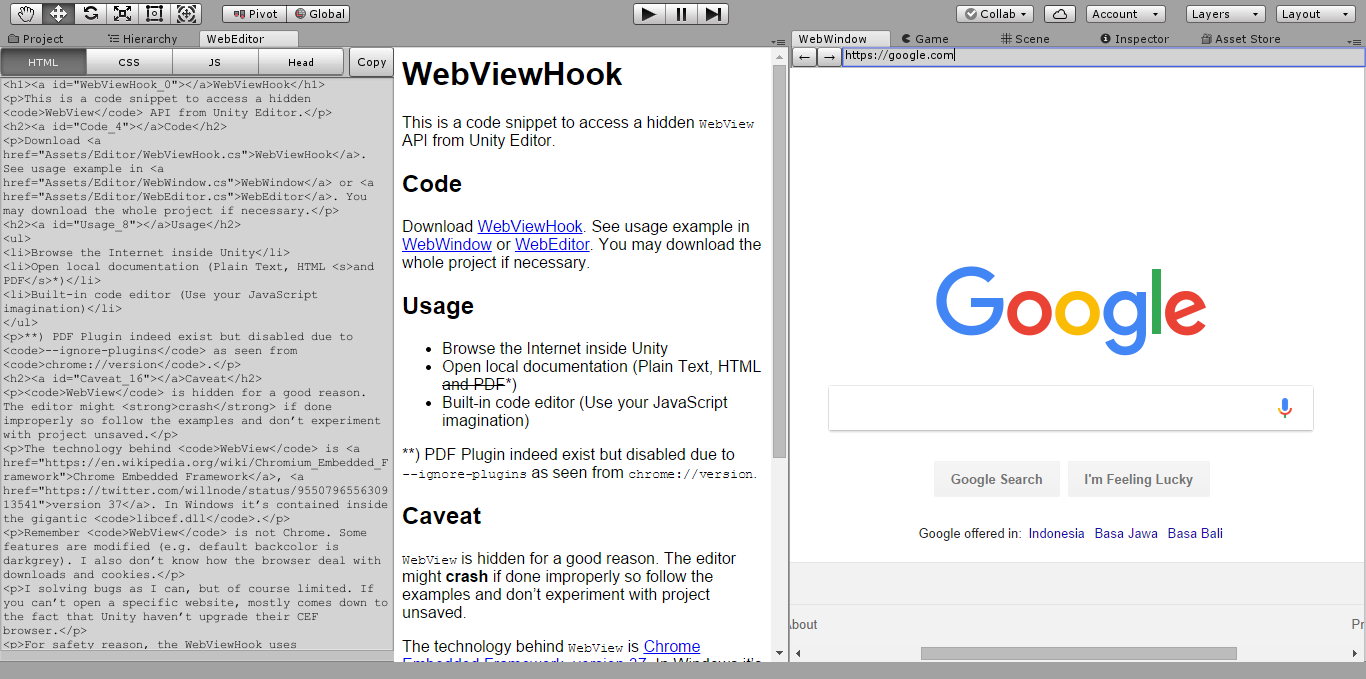 Pivot Global Collab Account Layers Layout
Project Hierarchy WebEditor
WebWindow Game Scene Inspector Asset Store
HTML CSS JS Head Copy
<h1><a id="WebViewHook_0"></a>WebViewHook</h1>
<p>This is a code snippet to access a hidden
<code>WebView</code> API from Unity Editor.</p>
<h2><a id="Code_4"></a>Code</h2>
<p>Download <a
href="Assets/Editor/WebViewHook.cs">WebViewHook</a>.
See usage example in <a
href="Assets/Editor/WebWindow.cs">WebWindow</a> or <a
href="Assets/Editor/WebEditor.cs">WebEditor</a>. You
may download the whole project if necessary.</p>
<h2><a id="Usage_8"></a>Usage</h2>
<ul>
<li>Browse the Internet inside Unity</li>
<li>Open local documentation (Plain Text, HTML <s>and
PDF</s>*)</li>
<li>Built-in code editor (Use your JavaScript
imagination)</li>
</ul>
<p>**) PDF Plugin indeed exist but disabled due to
<code>--ignore-plugins</code> as seen from
<code>chrome://version</code>.</p>
<h2><a id="Caveat_16"></a>Caveat</h2>
<p><code>WebView</code> is hidden for a good reason.
The editor might <strong>crash</strong> if done
improperly so follow the examples and don’t experiment
with project unsaved.</p>
<p>The technology behind <code>WebView</code> is <a
href="https://en.wikipedia.org/wiki/Chromium_Embedded_F
ramework">Chrome Embedded Framework</a>, <a
href="https://twitter.com/willnode/status/9550796556309
13541">version 37</a>. In Windows it’s contained inside
the gigantic <code>libcef.dll</code>.</p>
<p>Remember <code>WebView</code> is not Chrome. Some
features are modified (e.g. default backcolor is
darkgrey). I also don’t know how the browser deal with
downloads and cookies.</p>
<p>I solving bugs as I can, but of course limited. If
you can’t open a specific website, mostly comes down to
the fact that Unity haven’t upgrade their CEF
browser.</p>
<p>For safety reason, the WebViewHook uses
WebViewHook
This is a code snippet to access a hidden WebView
API from Unity Editor.
Code
Download WebViewHook. See usage example in
WebWindow or WebEditor. You may download the
whole project if necessary.
Usage
• Browse the Internet inside Unity
• Open local documentation (Plain Text, HTML
and PDF*)
• Built-in code editor (Use your JavaScript
imagination)
**) PDF Plugin indeed exist but disabled due to
--ignore-plugins as seen from chrome://version.
Caveat
WebView is hidden for a good reason. The editor
might crash if done improperly so follow the
examples and don’t experiment with project
unsaved.
The technology behind WebView is Chrome
Embedded Framework, version 37. In Windows it’s
https://google.com
Google
Google Search I'm Feeling Lucky
Google offered in: Indonesia Basa Jawa Basa Bali
About